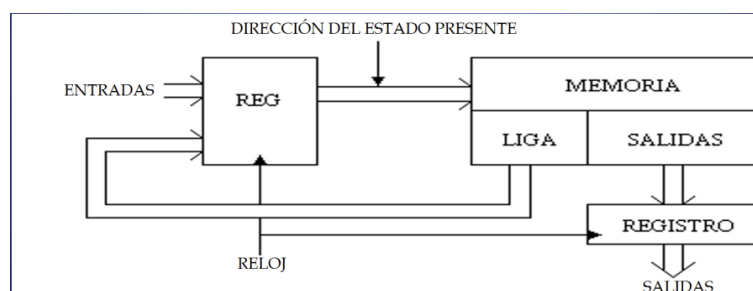 DIRECCIÓN DEL ESTADO PRESENTE
ENTRADAS
REG
MEMORIA
LIGA
SALIDAS
REGISTRO
RELOJ
SALIDAS